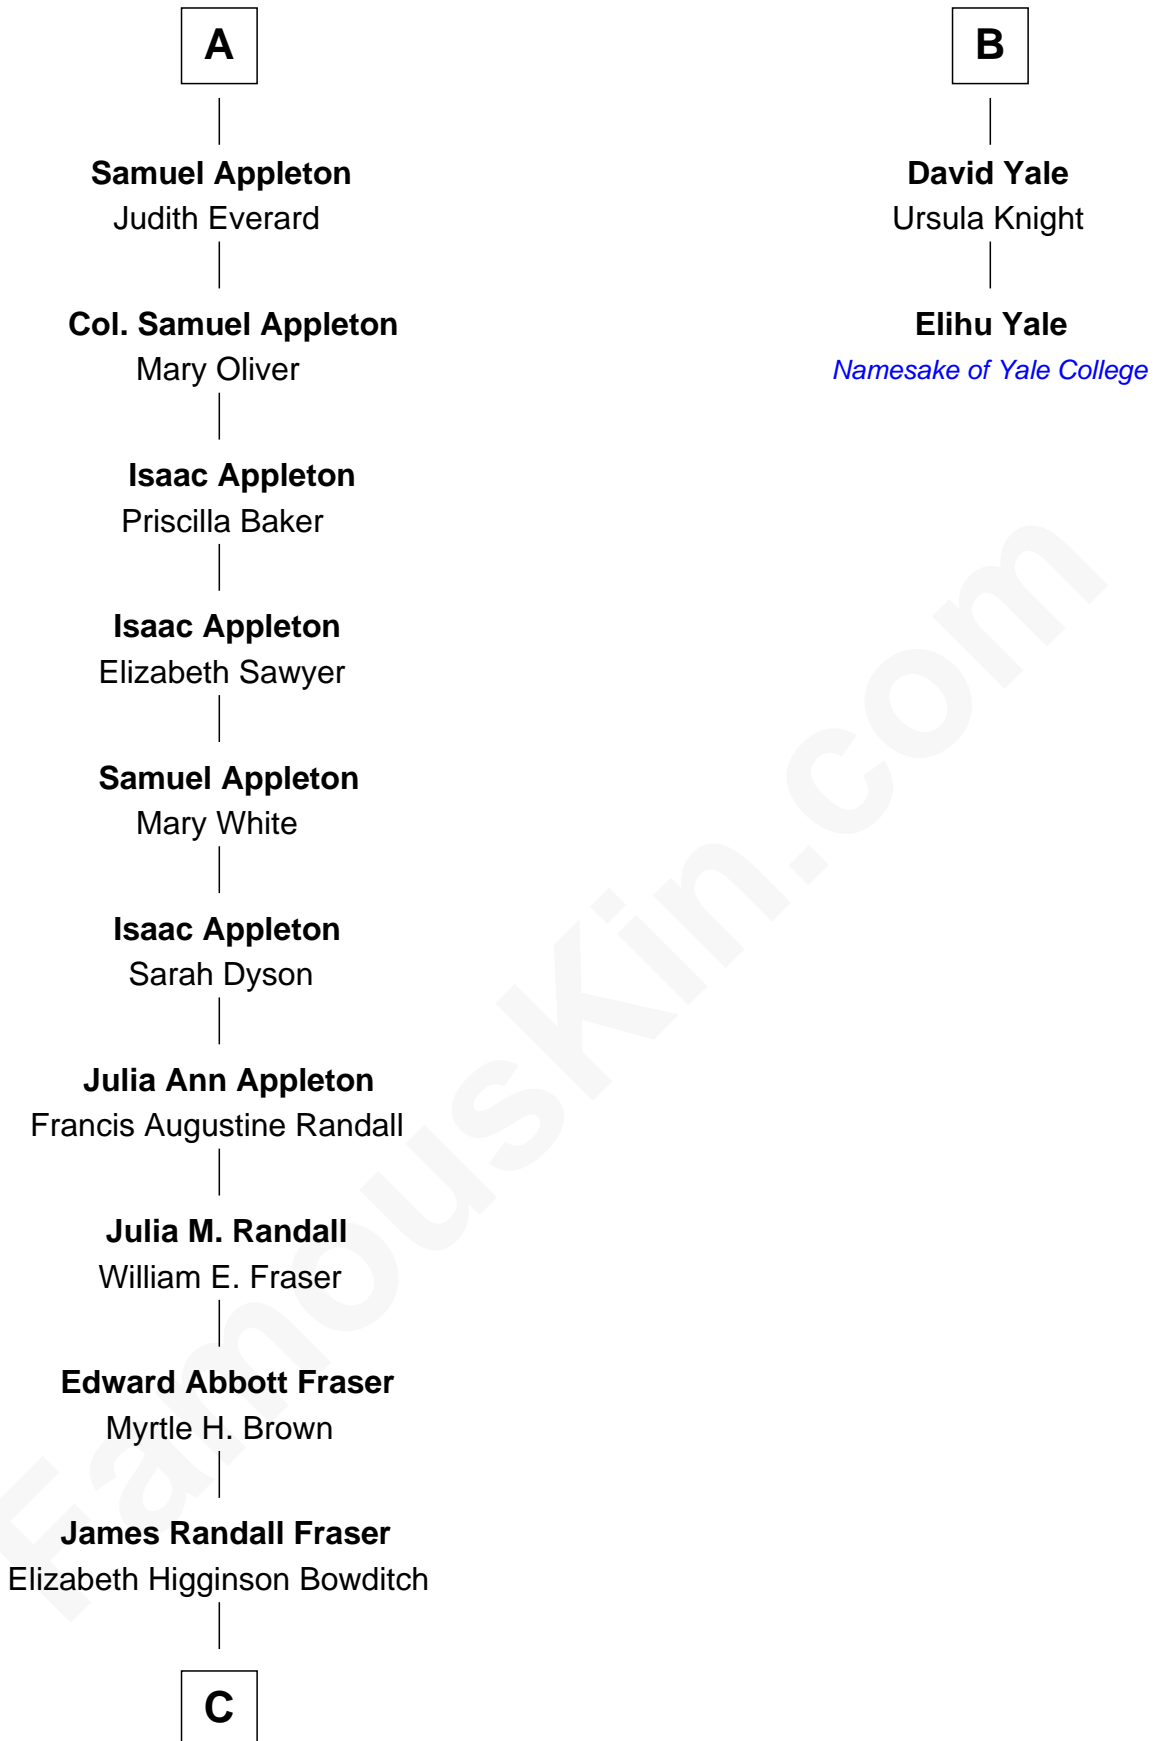 A
Samuel Appleton
Judith Everard
Col. Samuel Appleton
Mary Oliver
Isaac Appleton
Priscilla Baker
Isaac Appleton
Elizabeth Sawyer
Samuel Appleton
Mary White
Isaac Appleton
Sarah Dyson
Julia Ann Appleton
Francis Augustine Randall
Julia M. Randall
William E. Fraser
Edward Abbott Fraser
Myrtle H. Brown
James Randall Fraser
Elizabeth Higginson Bowditch
C
B
David Yale
Ursula Knight
Elihu Yale
Namesake of Yale College
FamousKin.com